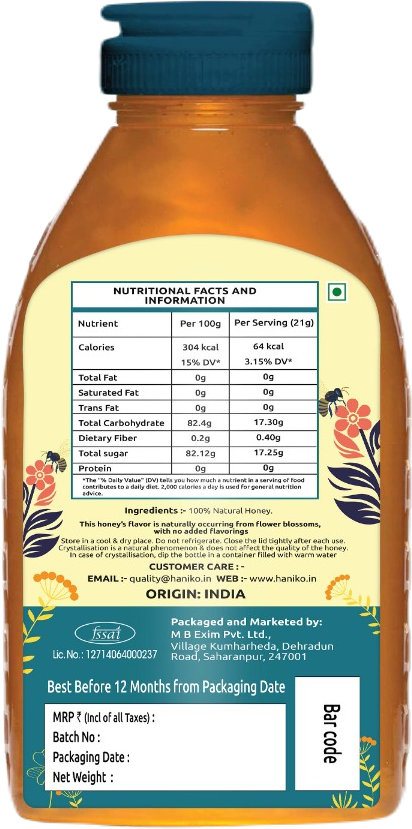 NUTRITIONAL FACTS AND
INFORMATION
Nutrient Per 100g Per Serving (21g)
Calories 304 kcal 64 kcal
15% DV* 3.15% DV*
Total Fat 0g 0g
Saturated Fat 0g 0g
Trans Fat 0g 0g
Total Carbohydrate 82.4g 17.30g
Dietary Fiber 0.2g 0.40g
Total sugar 82.12g 17.25g
Protein 0g 0g
*The "% Daily Value" (DV) tells you how much a nutrient in a serving of food
contributes to a daily diet. 2,000 calories a day is used for general nutrition
advice.
Ingredients :- 100% Natural Honey.
This honey's flavor is naturally occurring from flower blossoms,
with no added flavorings
Store in a cool & dry place. Do not refrigerate. Close the lid tightly after each use.
Crystallisation is a natural phenomenon & does not affect the quality of the honey.
In case of crystallisation, dip the bottle in a container filled with warm water
CUSTOMER CARE : -
EMAIL :- quality@haniko.in WEB :- www.haniko.in
ORIGIN: INDIA
fssai
Lic. No.: 12714064000237
Packaged and Marketed by:
M B Exim Pvt. Ltd.,
Village Kumharheda, Dehradun
Road, Saharanpur, 247001
Best Before 12 Months from Packaging Date
MRP ₹ (Incl of all Taxes) :
Batch No :
Packaging Date :
Net Weight :
Bar code